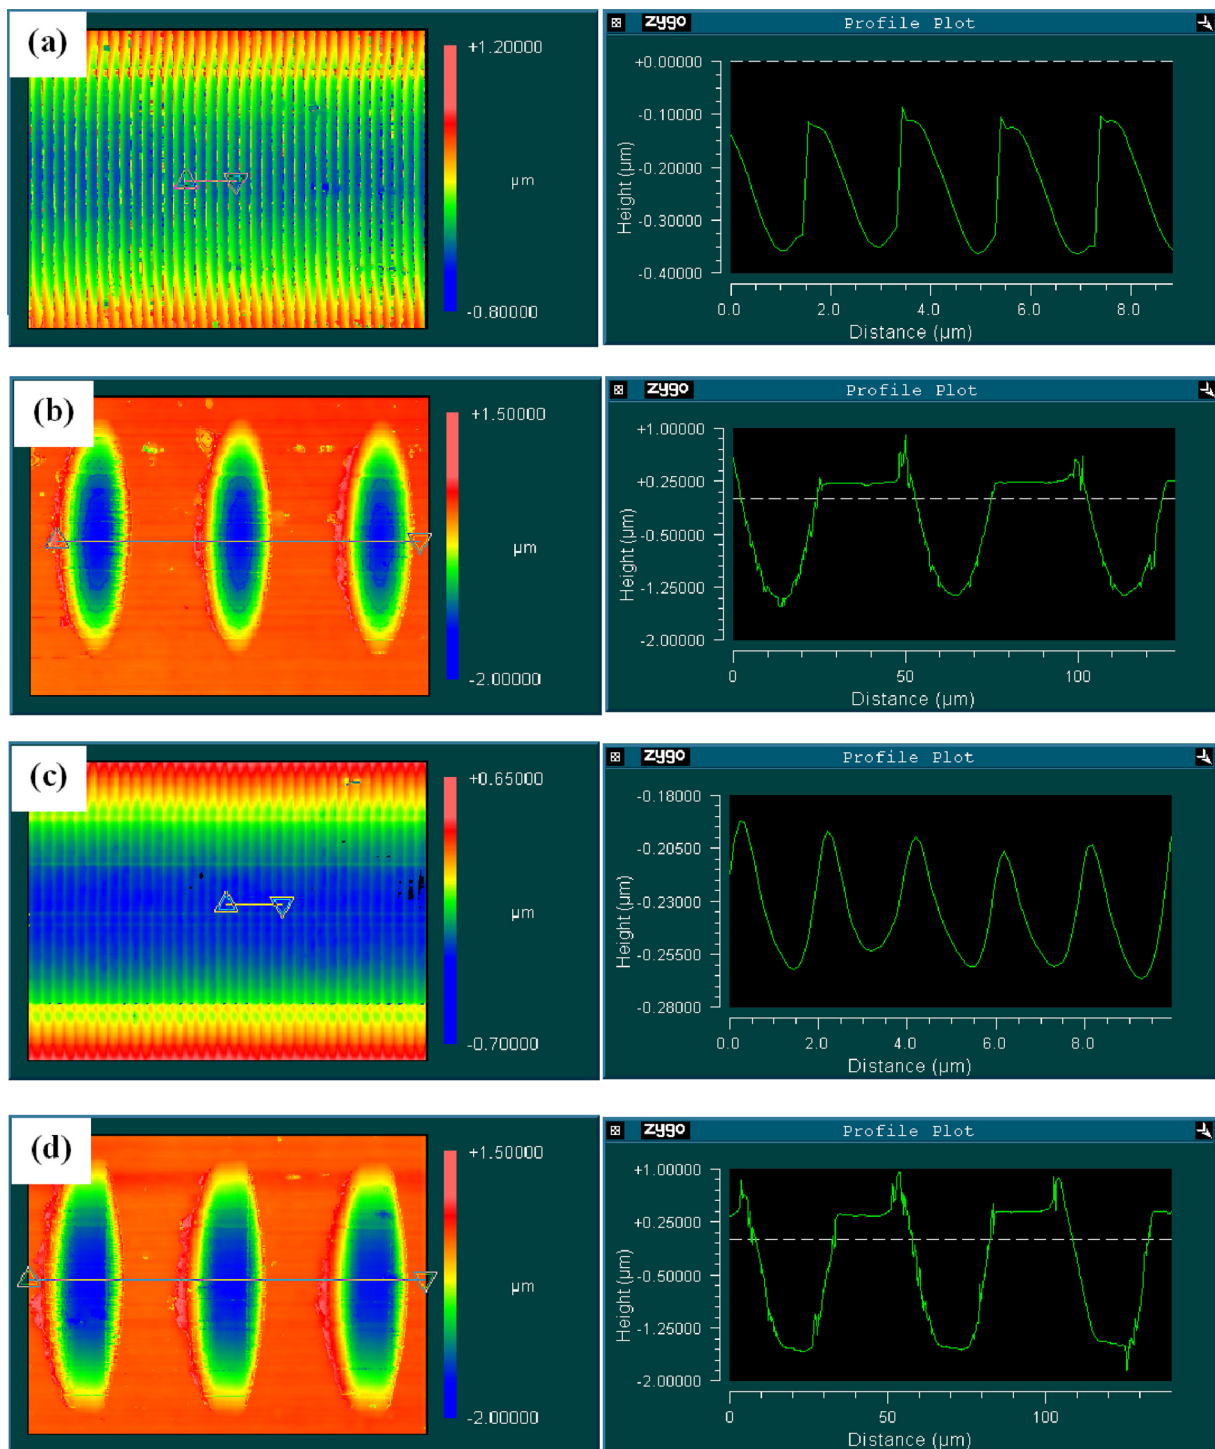 (a)
+1.20000
µm
-0.80000
zygo
Profile Plot
+0.00000
-0.10000
-0.20000
-0.30000
-0.40000
Height (µm)
0.0 2.0 4.0 6.0 8.0
Distance (µm)
(b)
+1.50000
µm
-2.00000
zygo
Profile Plot
+1.00000
+0.25000
-0.50000
-1.25000
-2.00000
Height (µm)
0 50 100
Distance (µm)
(c)
+0.65000
µm
-0.70000
zygo
Profile Plot
-0.18000
-0.20500
-0.23000
-0.25500
-0.28000
Height (µm)
0.0 2.0 4.0 6.0 8.0
Distance (µm)
(d)
+1.50000
µm
-2.00000
zygo
Profile Plot
+1.00000
+0.25000
-0.50000
-1.25000
-2.00000
Height (µm)
0 50 100
Distance (µm)